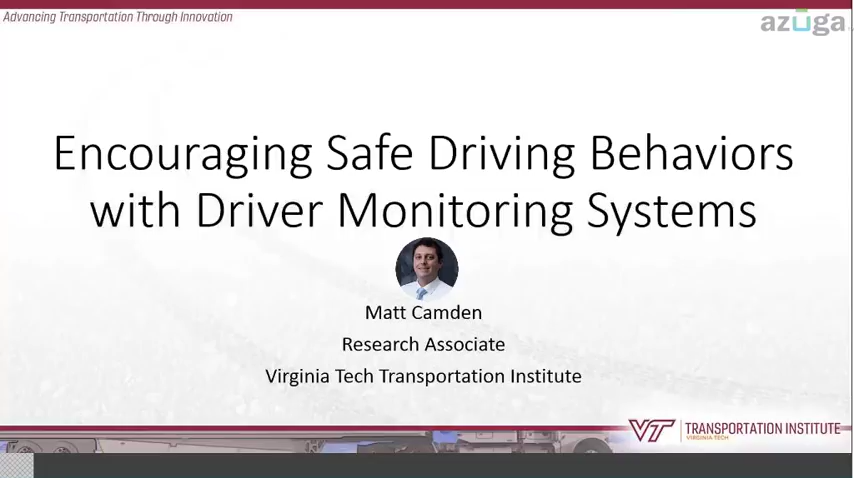 Advancing Transportation Through Innovation
azuga
Encouraging Safe Driving Behaviors
with Driver Monitoring Systems
Matt Camden
Research Associate
Virginia Tech Transportation Institute
VT TRANSPORTATION INSTITUTE
VIRGINIA TECH